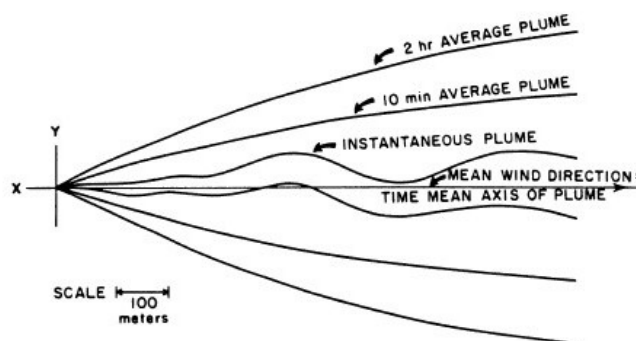 2 hr AVERAGE PLUME
10 min AVERAGE PLUME
Y
INSTANTANEOUS PLUME
X
MEAN WIND DIRECTION=
TIME MEAN AXIS OF PLUME
SCALE
100
meters